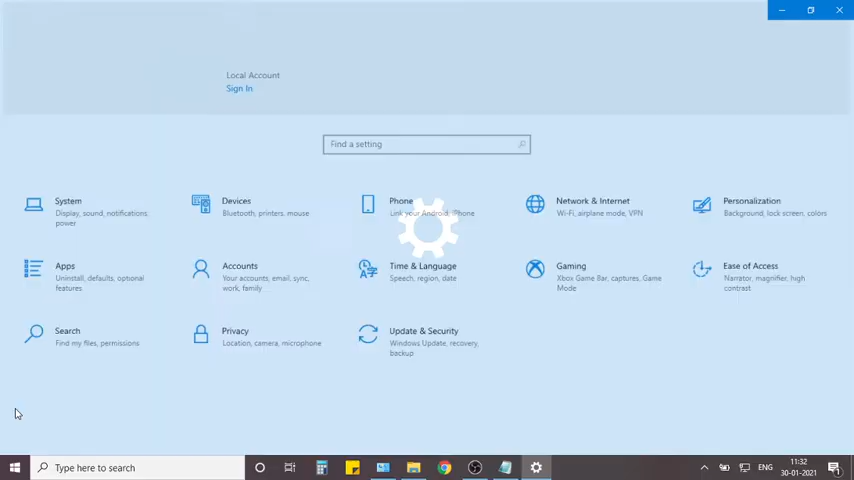 Local Account
Sign In
Find a setting
System
Display, sound, notifications,
power
Devices
Bluetooth, printers, mouse
Phone
Link your Android, iPhone
Network & Internet
Wi-Fi, airplane mode, VPN
Personalization
Background, lock screen, colors
Apps
Uninstall, defaults, optional
features
Accounts
Your accounts, email, sync,
work, family
Time & Language
Speech, region, date
Gaming
Xbox Game Bar, captures, Game
Mode
Ease of Access
Narrator, magnifier, high
contrast
Search
Find my files, permissions
Privacy
Location, camera, microphone
Update & Security
Windows Update, recovery,
backup
Type here to search
ENG
11:32
30-01-2021
1